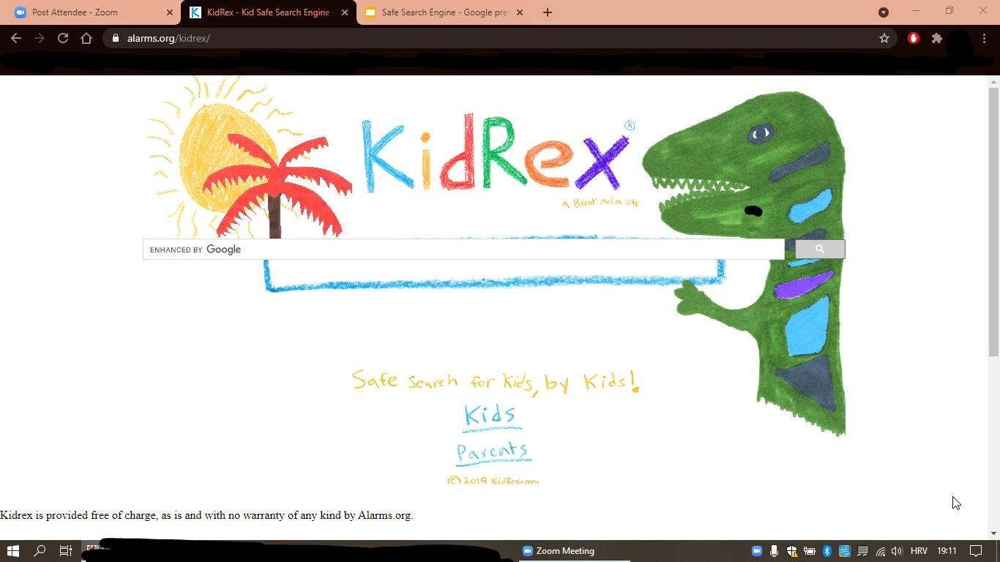 Post Attendee - Zoom
KidRex - Kid Safe Search Engine -
Safe Search Engine - Google pre
alarms.org/kidrex/
KidRex®
a Brent Media site
ENHANCED BY Google
Safe Search for Kids, by Kids!
Kids
Parents
©2019 KidRex.org
Kidrex is provided free of charge, as is and with no warranty of any kind by Alarms.org.
Zoom Meeting
HRV
19:11